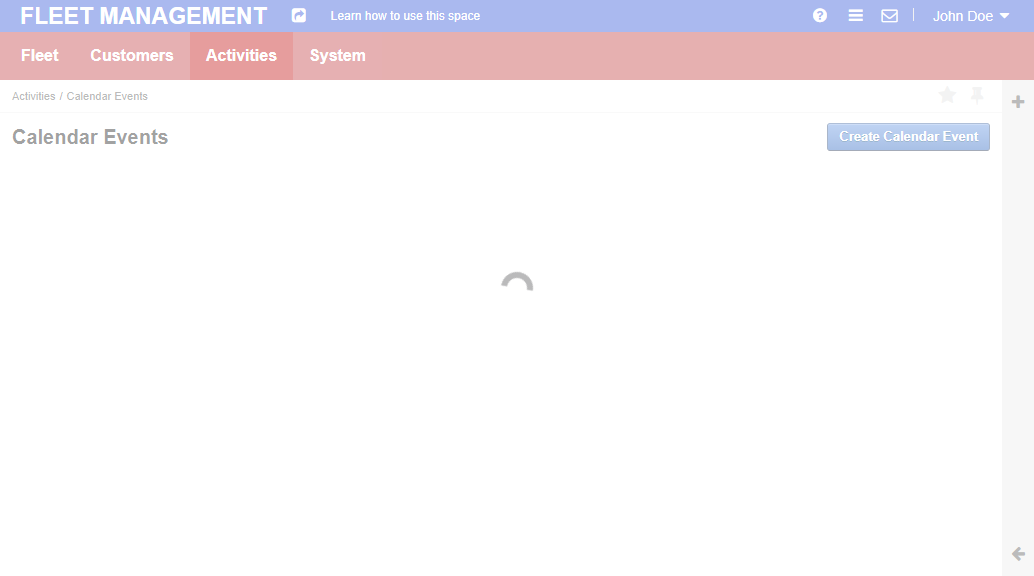 FLEET MANAGEMENT Learn how to use this space John Doe
Fleet Customers Activities System
Activities / Calendar Events
Calendar Events Create Calendar Event